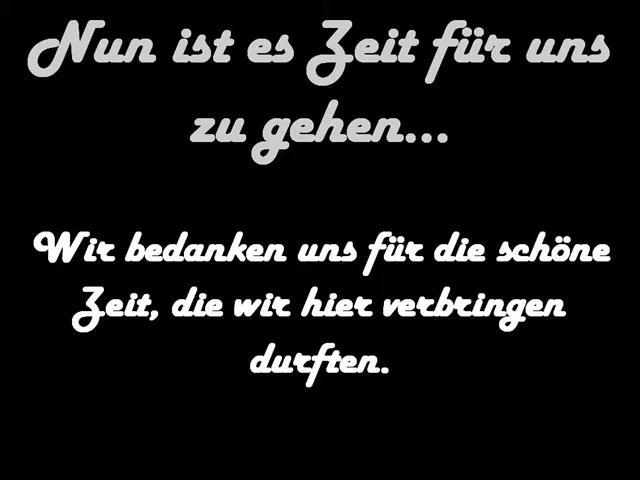 Nun ist es Zeit für uns
zu gehen...
Wir bedanken uns für die schöne
Zeit, die wir hier verbringen
durften.